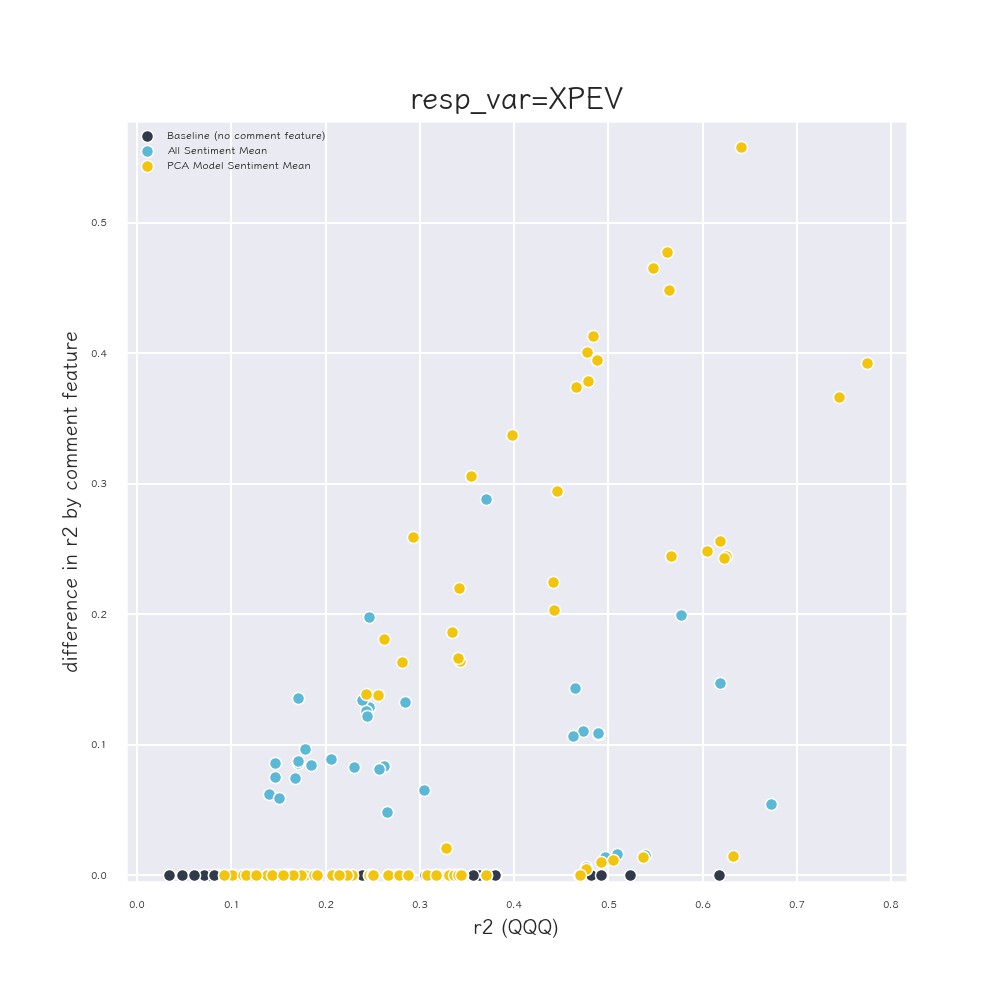 resp_var=XPEV
Baseline (no comment feature)
All Sentiment Mean
PCA Model Sentiment Mean
difference in r2 by comment feature
0.5
0.4
0.3
0.2
0.1
0.0
0.0 0.1 0.2 0.3 0.4 0.5 0.6 0.7 0.8
r2 (QQQ)